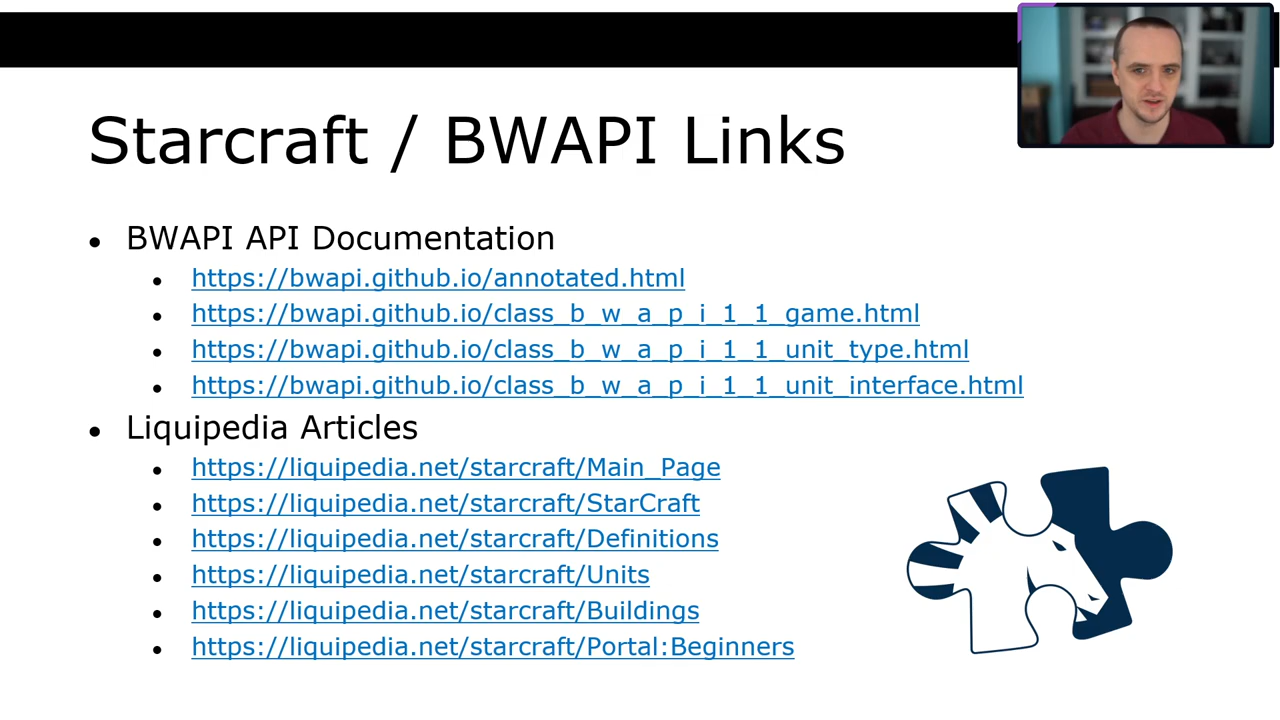 Starcraft / BWAPI Links
BWAPI API Documentation
https://bwapi.github.io/annotated.html
https://bwapi.github.io/class_b_w_a_p_i_1_1_game.html
https://bwapi.github.io/class_b_w_a_p_i_1_1_unit_type.html
https://bwapi.github.io/class_b_w_a_p_i_1_1_unit_interface.html
Liquipedia Articles
https://liquipedia.net/starcraft/Main_Page
https://liquipedia.net/starcraft/StarCraft
https://liquipedia.net/starcraft/Definitions
https://liquipedia.net/starcraft/Units
https://liquipedia.net/starcraft/Buildings
https://liquipedia.net/starcraft/Portal:Beginners